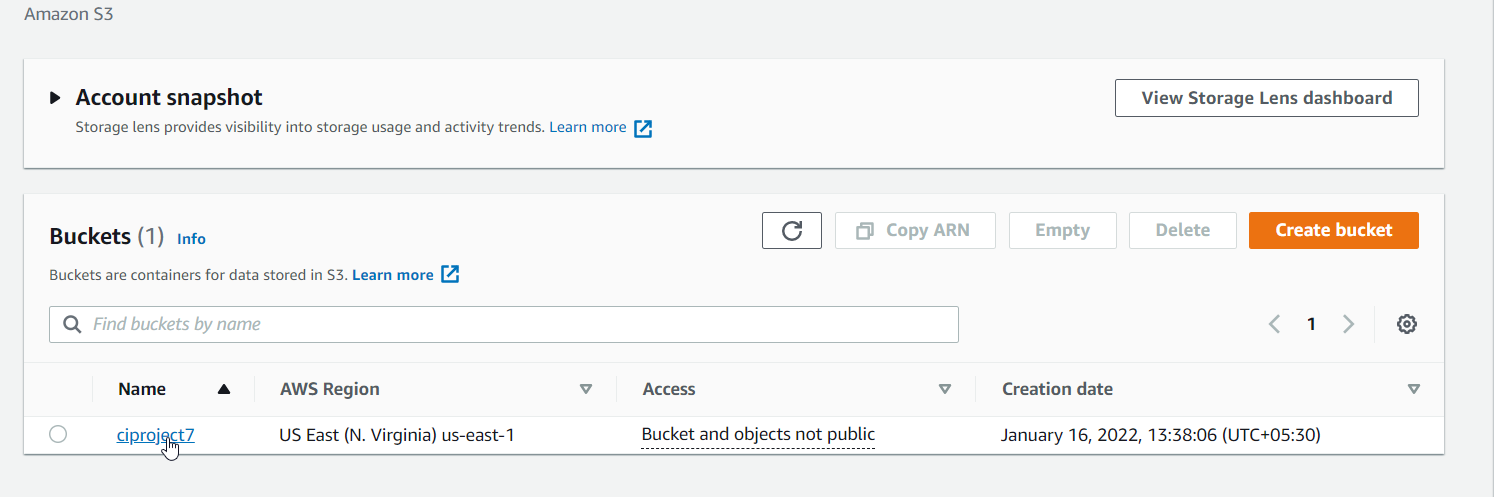 Amazon S3
Account snapshot
View Storage Lens dashboard
Storage lens provides visibility into storage usage and activity trends. Learn more
Buckets (1) Info
Copy ARN
Empty
Delete
Create bucket
Buckets are containers for data stored in S3. Learn more
Find buckets by name
1
Name AWS Region Access Creation date
ciproject7 US East (N. Virginia) us-east-1 Bucket and objects not public January 16, 2022, 13:38:06 (UTC+05:30)